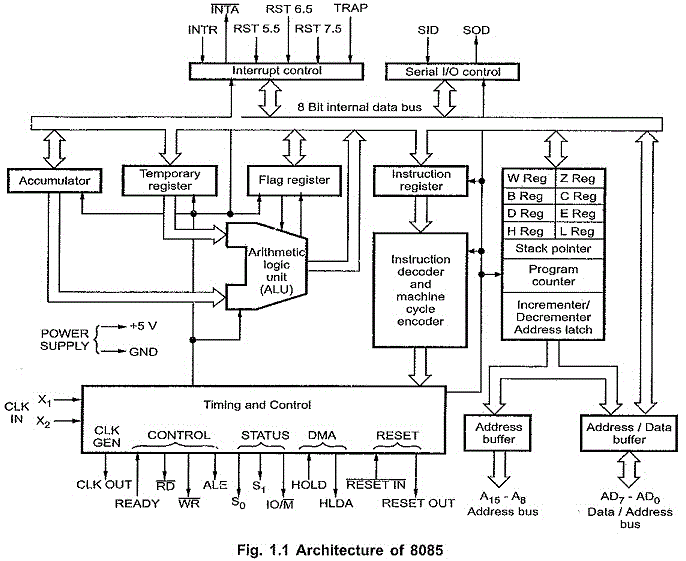 INTA
RST 6.5
TRAP
INTR
RST 5.5
RST 7.5
SID
SOD
Interrupt control
Serial I/O control
8 Bit internal data bus
Accumulator
Temporary
register
Flag register
Instruction
register
W Reg
Z Reg
B Reg
C Reg
D Reg
E Reg
H Reg
L Reg
Stack pointer
Program
counter
Incrementer/
Decrementer
Address latch
Arithmetic
logic
unit
(ALU)
Instruction
decoder
and
machine
cycle
encoder
POWER
SUPPLY
+5 V
GND
CLK
IN
X1
X2
Timing and Control
CLK
GEN
CONTROL
STATUS
DMA
RESET
Address
buffer
Address / Data
buffer
CLK OUT
READY
RD
WR
ALE
S0
S1
IO/M
HOLD
HLDA
RESET IN
RESET OUT
A15 - A8
Address bus
AD7 - AD0
Data / Address
bus
Fig. 1.1 Architecture of 8085